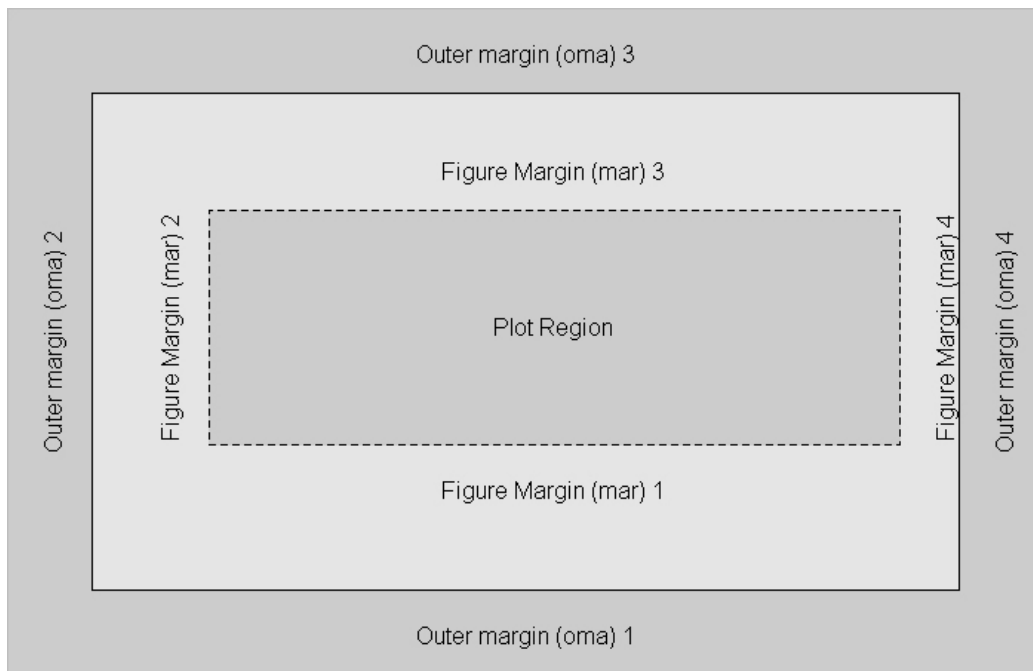 Outer margin (oma) 3
Figure Margin (mar) 3
Outer margin (oma) 2
Figure Margin (mar) 2
Plot Region
Figure Margin (mar) 4
Outer margin (oma) 4
Figure Margin (mar) 1
Outer margin (oma) 1